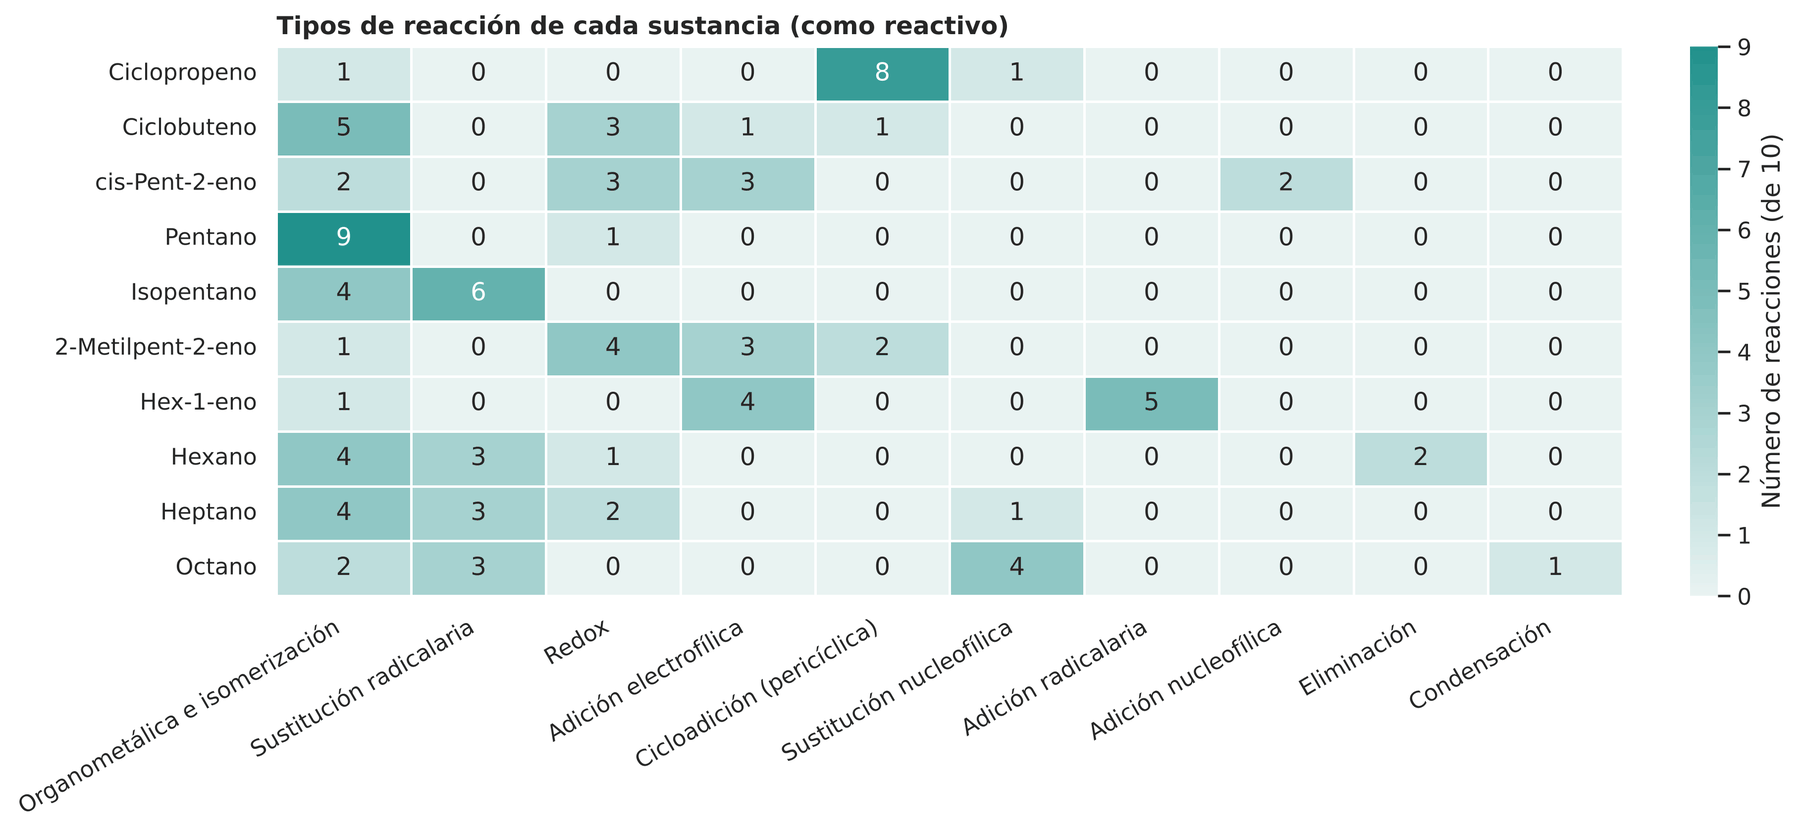 Tipos de reacción de cada sustancia (como reactivo)
Ciclopropeno 1 0 0 0 8 1 0 0 0 0
Ciclobuteno 5 0 3 1 1 0 0 0 0 0
cis-Pent-2-eno 2 0 3 3 0 0 0 2 0 0
Pentano 9 0 1 0 0 0 0 0 0 0
Isopentano 4 6 0 0 0 0 0 0 0 0
2-Metilpent-2-eno 1 0 4 3 2 0 0 0 0 0
Hex-1-eno 1 0 0 4 0 0 5 0 0 0
Hexano 4 3 1 0 0 0 0 0 2 0
Heptano 4 3 2 0 0 1 0 0 0 0
Octano 2 3 0 0 0 4 0 0 0 1
Organometálica e isomerización
Sustitución radicalaria
Redox
Adición electrofílica
Cicloadición (pericíclica)
Sustitución nucleofílica
Adición radicalaria
Adición nucleofílica
Eliminación
Condensación
9
8
7
6
5
4
3
2
1
0
Número de reacciones (de 10)